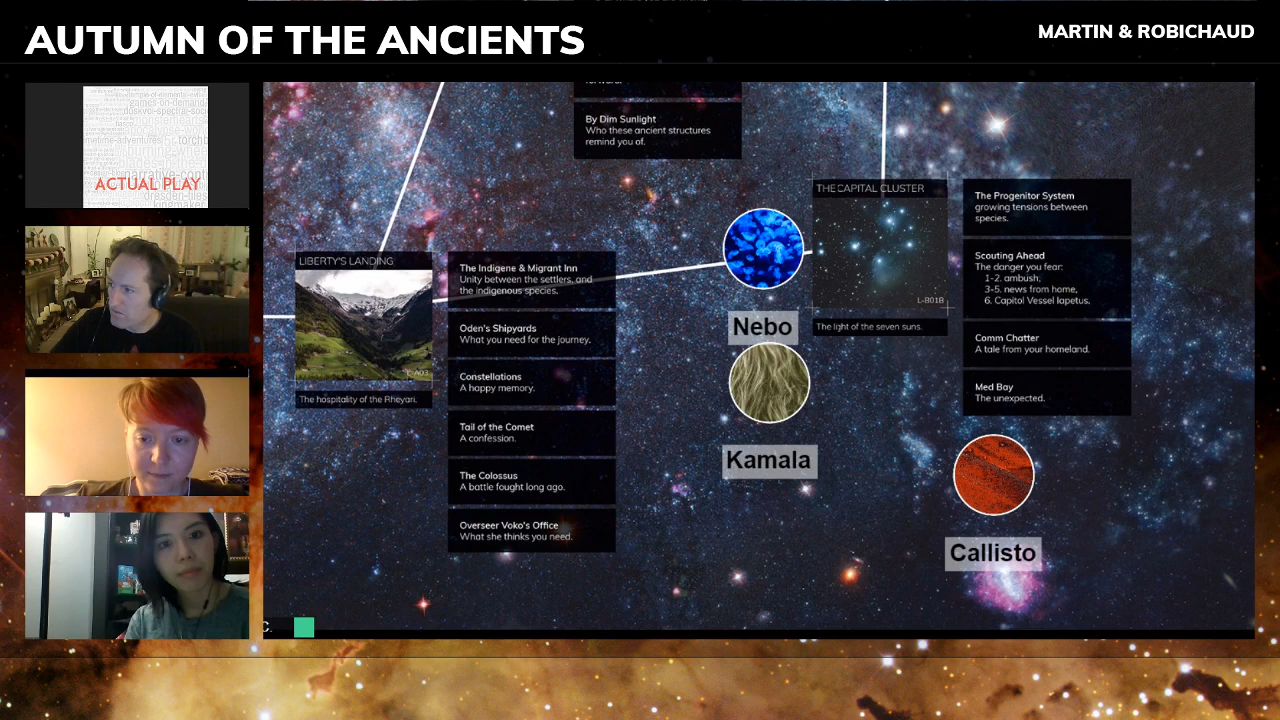 AUTUMN OF THE ANCIENTS
MARTIN & ROBICHAUD
games-on-demand
ACTUAL PLAY
kingmaker
forward.
By Dim Sunlight
Who these ancient structures
remind you of.
LIBERTY'S LANDING
L-A03
The hospitality of the Rheyari.
The Indigene & Migrant Inn
Unity between the settlers, and
the indigenous species.
Oden's Shipyards
What you need for the journey.
Constellations
A happy memory.
Tail of the Comet
A confession.
The Colossus
A battle fought long ago.
Overseer Voko's Office
What she thinks you need.
Nebo
Kamala
THE CAPITAL CLUSTER
L-B01B
The light of the seven suns.
The Progenitor System
growing tensions between
species.
Scouting Ahead
The danger you fear:
1-2. ambush,
3-5. news from home,
6. Capitol Vessel Iapetus.
Comm Chatter
A tale from your homeland.
Med Bay
The unexpected.
Callisto
C.